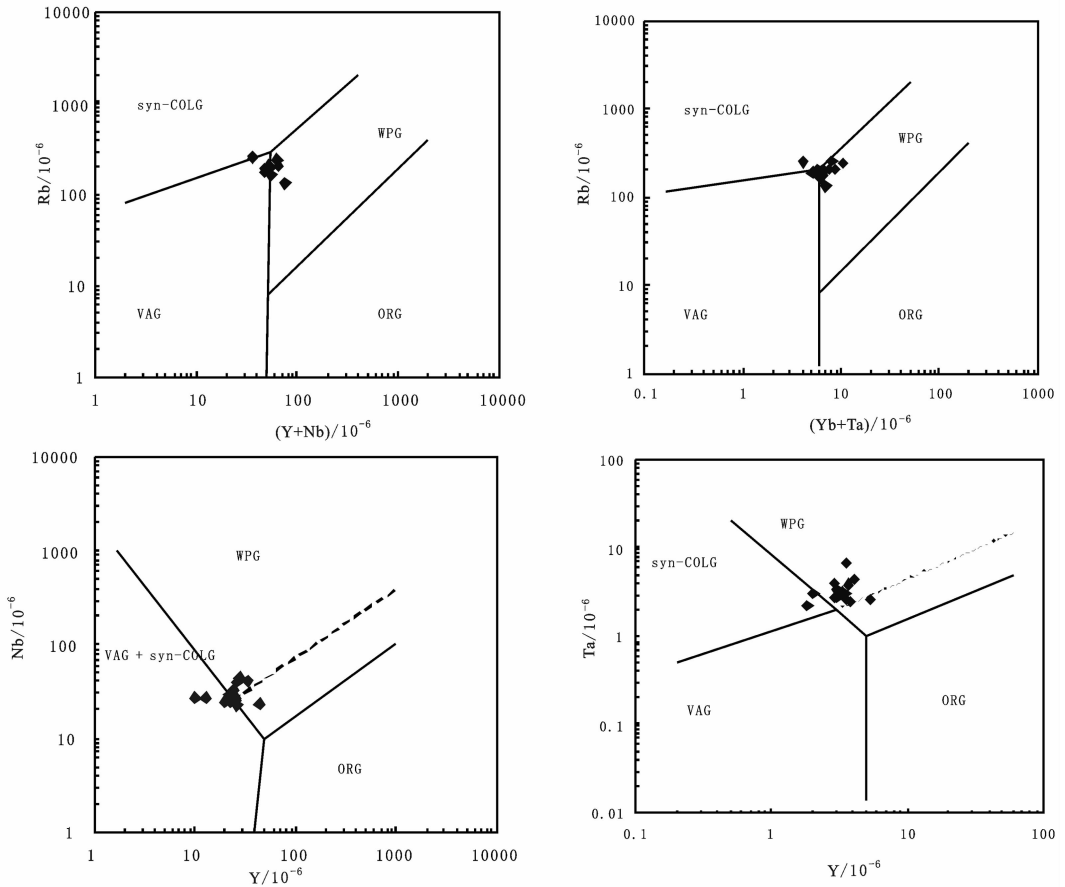 10000
1000
100
10
1
1 10 100 1000 10000
Rb/10⁻⁶
(Y+Nb)/10⁻⁶
syn-COLG
WPG
VAG
ORG
10000
1000
100
10
1
0.1 1 10 100 1000
Rb/10⁻⁶
(Yb+Ta)/10⁻⁶
syn-COLG
WPG
VAG
ORG
10000
1000
100
10
1
1 10 100 1000 10000
Nb/10⁻⁶
Y/10⁻⁶
WPG
VAG + syn-COLG
ORG
100
10
1
0.1
0.01
0.1 1 10 100
Ta/10⁻⁶
Y/10⁻⁶
WPG
syn-COLG
VAG
ORG